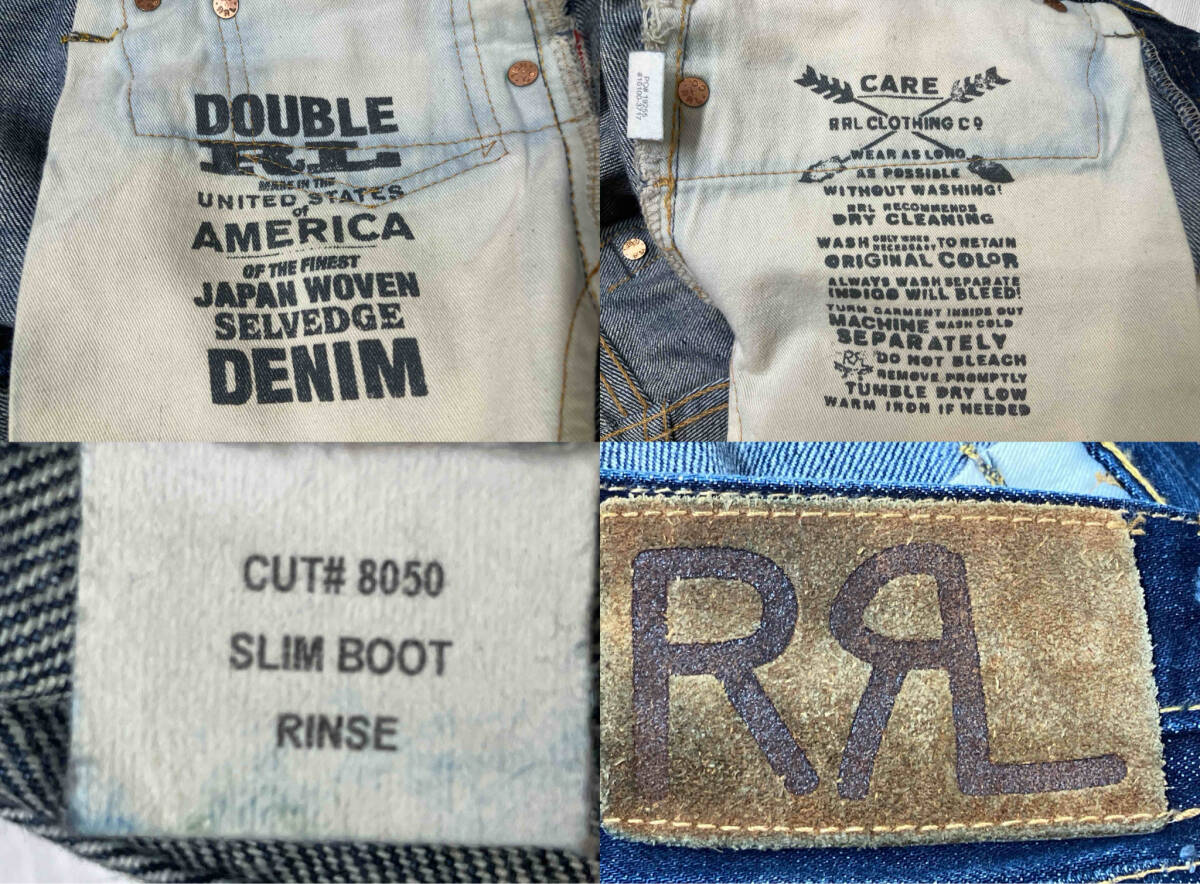 DOUBLE
RL
MADE IN THE
UNITED STATES
of
AMERICA
OF THE FINEST
JAPAN WOVEN
SELVEDGE
DENIM
CARE
RRL CLOTHING CO
WEAR AS LONG
AS POSSIBLE
WITHOUT WASHING!
RRL RECOMMENDS
DRY CLEANING
WASH ONLY WHEN NECESSARY TO RETAIN
ORIGINAL COLOR
ALWAYS WASH SEPARATE
INDIGO WILL BLEED!
TURN GARMENT INSIDE OUT
MACHINE WASH COLD
SEPARATELY
DO NOT BLEACH
REMOVE PROMPTLY
TUMBLE DRY LOW
WARM IRON IF NEEDED
CUT# 8050
SLIM BOOT
RINSE
RRL